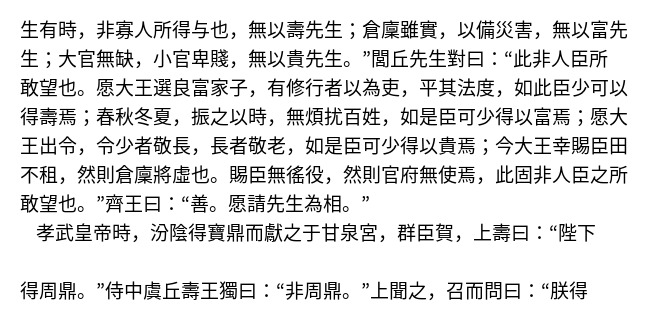 生有時，非寡人所得与也，無以壽先生；倉廩雖實，以備災害，無以富先
生；大官無缺，小官卑賤，無以貴先生。”閭丘先生對曰：“此非人臣所
敢望也。愿大王選良富家子，有修行者以為吏，平其法度，如此臣少可以
得壽焉；春秋冬夏，振之以時，無煩扰百姓，如是臣可少得以富焉；愿大
王出令，令少者敬長，長者敬老，如是臣可少得以貴焉；今大王幸賜臣田
不租，然則倉廩將虛也。賜臣無徭役，然則官府無使焉，此固非人臣之所
敢望也。”齊王曰：“善。愿請先生為相。”
孝武皇帝時，汾陰得寶鼎而獻之于甘泉宮，群臣賀，上壽曰：“陛下
得周鼎。”侍中虞丘壽王獨曰：“非周鼎。”上聞之，召而問曰：“朕得